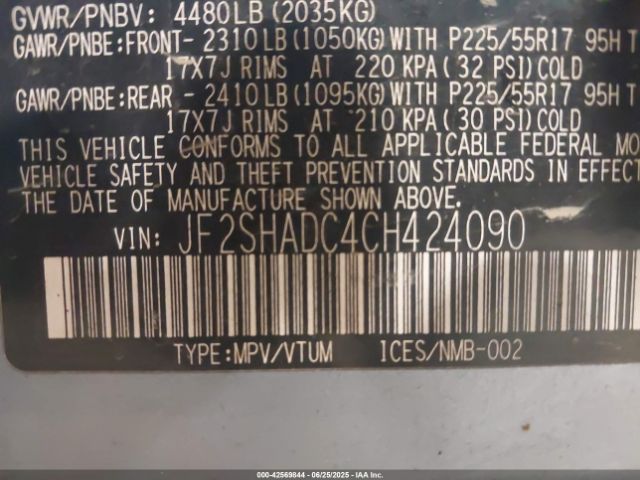 GVWR/PNBV: 4480LB(2035KG)
GAWR/PNBE:FRONT- 2310LB(1050KG)WITH P225/55R17 95H T
17X7J RIMS AT 220 KPA(32 PSI)COLD
GAWR/PNBE:REAR - 2410LB(1095KG)WITH P225/55R17 95H T
17X7J RIMS AT 210 KPA(30 PSI)COLD
THIS VEHICLE CONFORMS TO ALL APPLICABLE FEDERAL MO
VEHICLE SAFETY AND THEFT PREVENTION STANDARDS IN EFFECT
THE DATE OF MANUFACTURE SHOWN ABOVE.
VIN: JF2SHADC4CH424090
TYPE:MPV/VTUM ICES/NMB-002
000-42569844 - 06/25/2025 - IAAI.COM